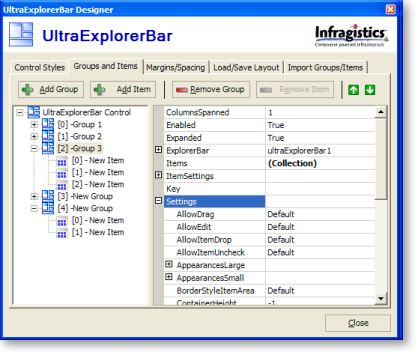 UltraExplorerBar Designer
UltraExplorerBar
Infragistics
Component powered infrastructure
Control Styles Groups and Items Margins/Spacing Load/Save Layout Import Groups/Items
Add Group Add Item Remove Group Remove Item
UltraExplorerBar Control
[0] -Group 1
[1] -Group 2
[2] -Group 3
[0] - New Item
[1] - New Item
[2] - New Item
[3] -New Group
[4] -New Group
[0] - New Item
[1] - New Item
ColumnsSpanned 1
Enabled True
Expanded True
ExplorerBar ultraExplorerBar1
Items (Collection)
ItemSettings
Key
Settings
AllowDrag Default
AllowEdit Default
AllowItemDrop Default
AllowItemUncheck Default
AppearancesLarge
AppearancesSmall
BorderStyleItemArea Default
ContainerHeight -1
Close